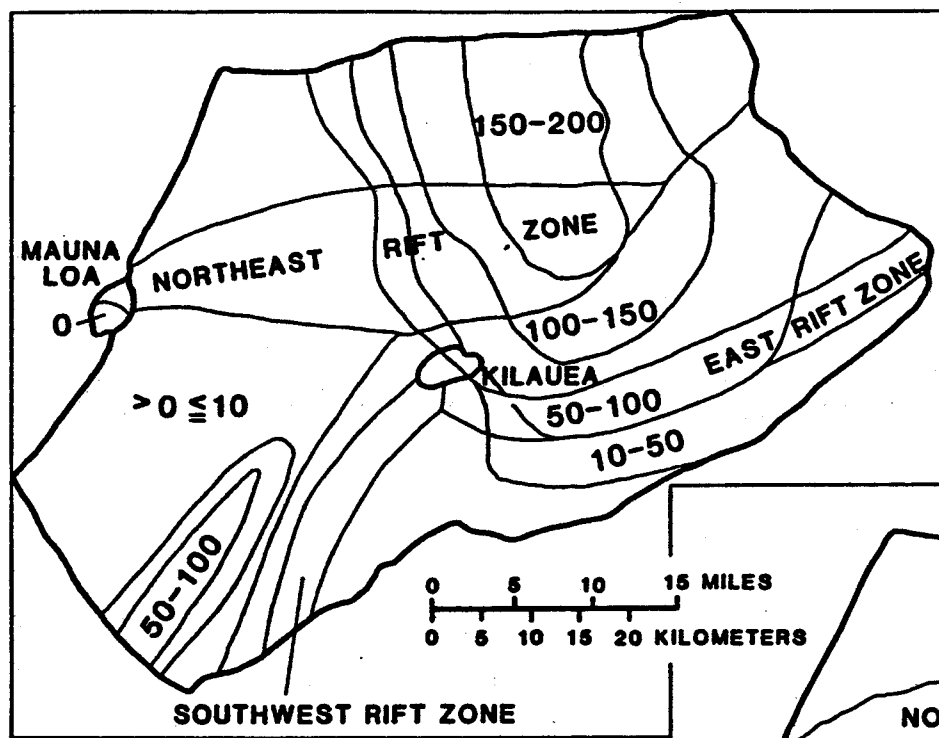 150-200
MAUNA
LOA
NORTHEAST RIFT ZONE
0
100-150
EAST RIFT ZONE
KILAUEA
> 0 ≦ 10
50-100
10-50
50-100
0 5 10 15 MILES
0 5 10 15 20 KILOMETERS
SOUTHWEST RIFT ZONE
NO